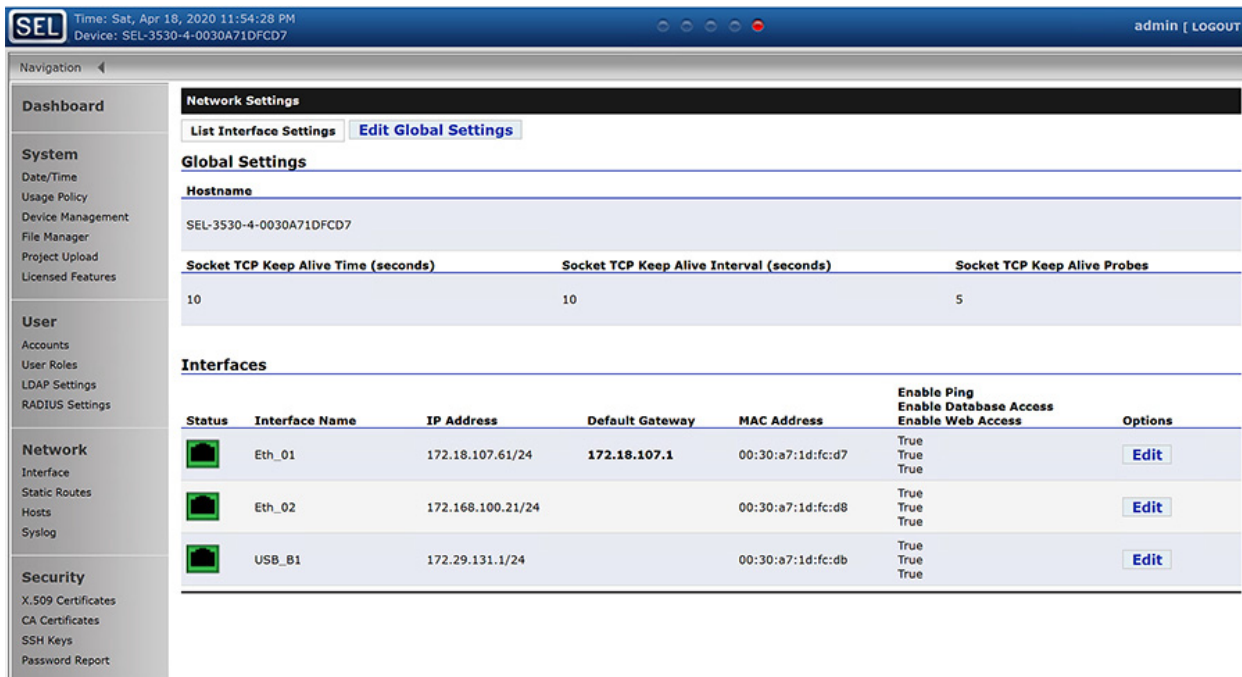 SEL
Time: Sat, Apr 18, 2020 11:54:28 PM
Device: SEL-3530-4-0030A71DFCD7
admin [ LOGOUT
Navigation
Dashboard
System
Date/Time
Usage Policy
Device Management
File Manager
Project Upload
Licensed Features
User
Accounts
User Roles
LDAP Settings
RADIUS Settings
Network
Interface
Static Routes
Hosts
Syslog
Security
X.509 Certificates
CA Certificates
SSH Keys
Password Report
Network Settings
List Interface Settings Edit Global Settings
Global Settings
Hostname
SEL-3530-4-0030A71DFCD7
Socket TCP Keep Alive Time (seconds) Socket TCP Keep Alive Interval (seconds) Socket TCP Keep Alive Probes
10 10 5
Interfaces
Enable Ping
Enable Database Access
Status Interface Name IP Address Default Gateway MAC Address Enable Web Access Options
True
Eth_01 172.18.107.61/24 172.18.107.1 00:30:a7:1d:fc:d7 True Edit
True
True
Eth_02 172.168.100.21/24 00:30:a7:1d:fc:d8 True Edit
True
True
USB_B1 172.29.131.1/24 00:30:a7:1d:fc:db True Edit
True